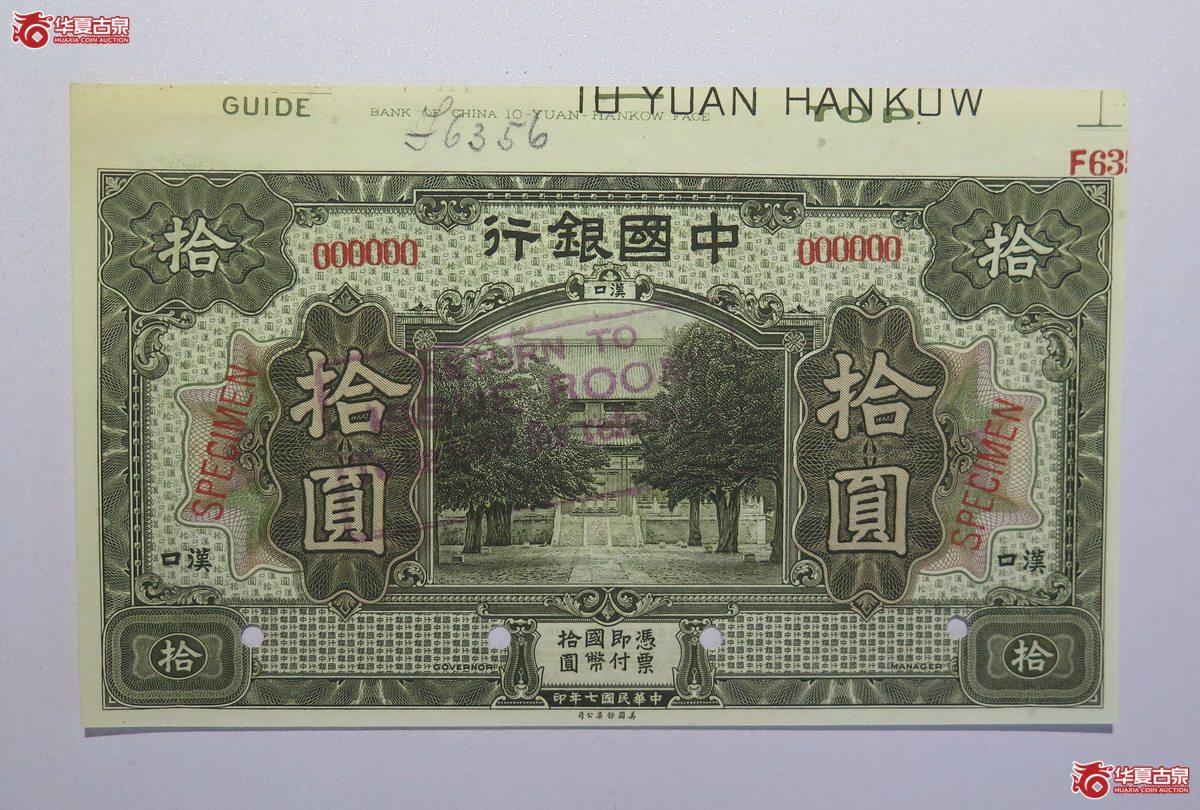 华夏古泉
HUAXIA COIN AUCTION
GUIDE
10 YUAN HANKOW
BANK OF CHINA 10-YUAN-HANKOW FACE
TOP
F6356
F635
中國銀行
000000
000000
漢口
拾
拾
RETURN TO
ROOM
SPECIMEN
拾圓
拾圓
SPECIMEN
漢口
漢口
憑票
即付
國幣
拾圓
GOVERNOR
MANAGER
拾
拾
中華民國七年印
美國鈔票公司
华夏古泉
HUAXIA COIN AUCTION